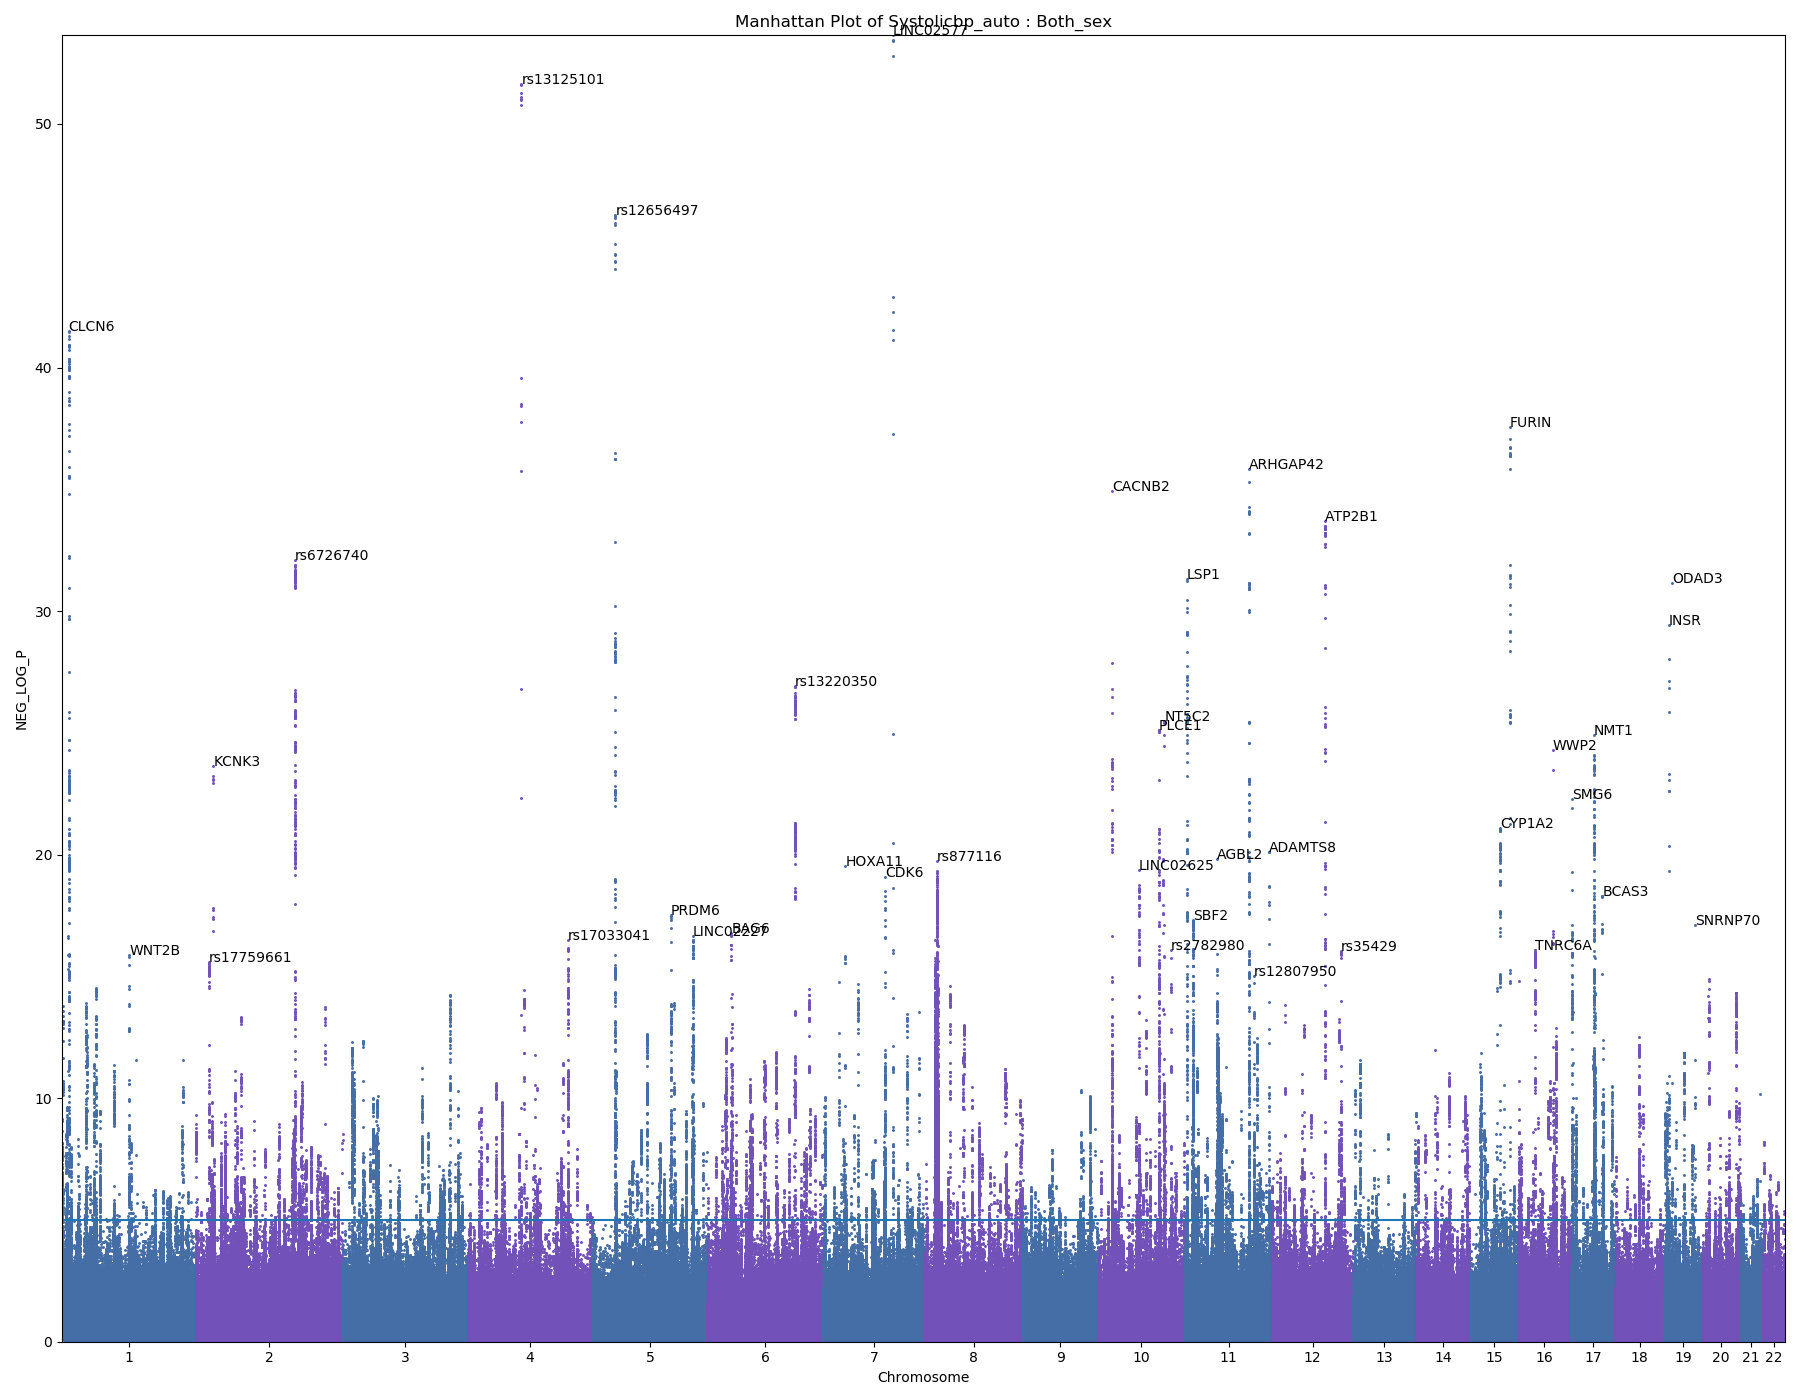 Manhattan Plot of Systolicbp_auto : Both_sex
LINC02577
rs13125101
rs12656497
CLCN6
FURIN
ARHGAP42
CACNB2
ATP2B1
rs6726740
LSP1
ODAD3
INSR
rs13220350
NT5C2
PLCE1
NMT1
WWP2
KCNK3
SMG6
CYP1A2
HOXA11
CDK6
rs877116
AGBL2
ADAMTS8
LINC02625
BCAS3
PRDM6
SBF2
SNRNP70
LINC02227
BAG6
rs17033041
WNT2B
rs17759661
rs2782980
rs35429
TNRC6A
rs12807950
50
40
30
20
10
0
NEG_LOG_P
1 2 3 4 5 6 7 8 9 10 11 12 13 14 15 16 17 18 19 20 21 22
Chromosome